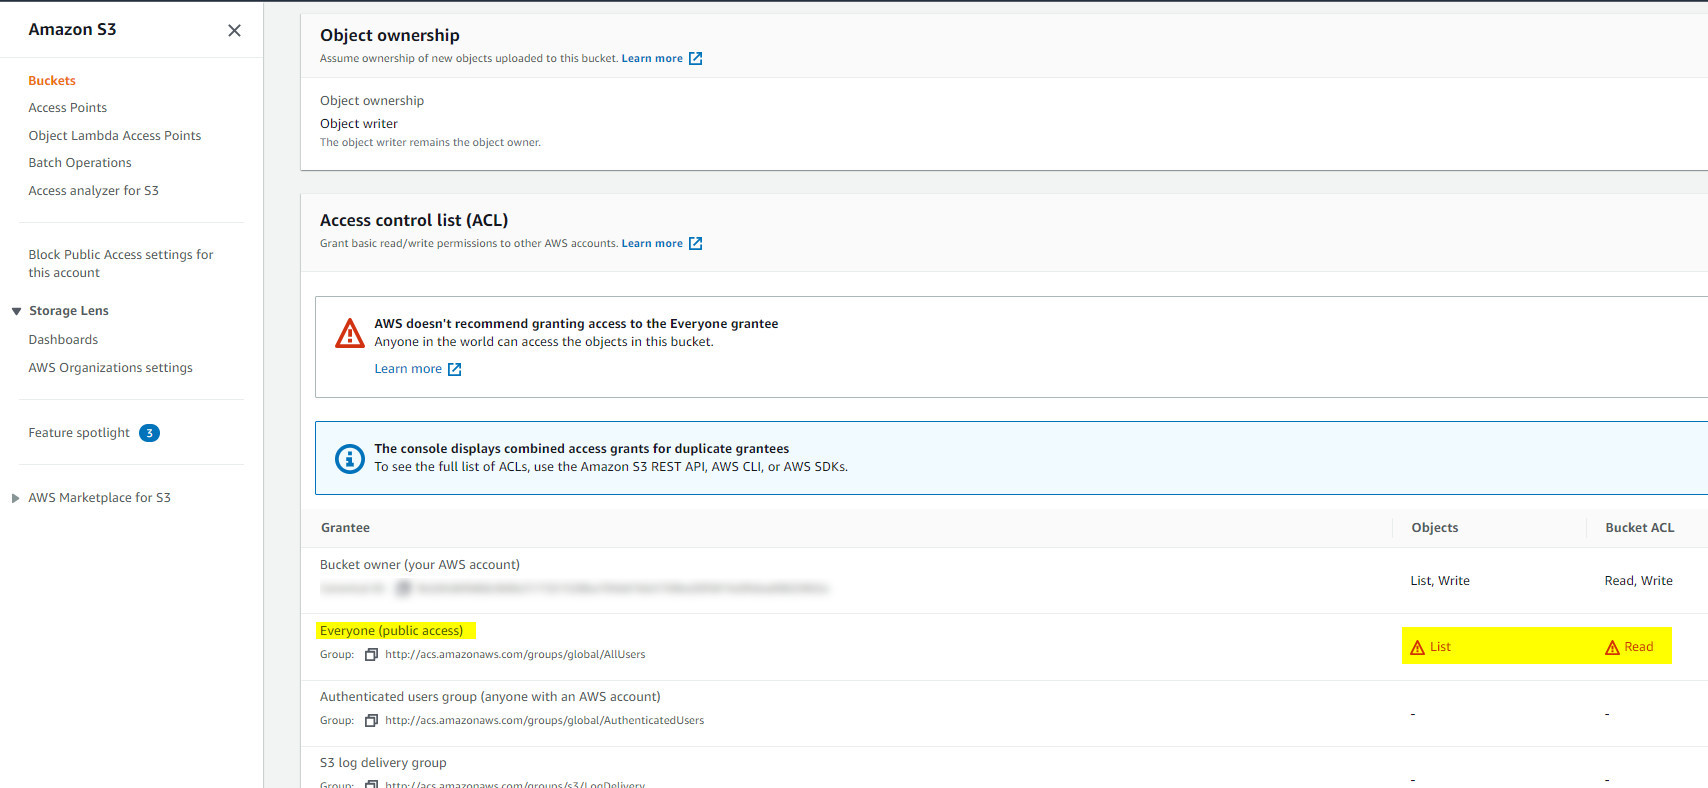 Amazon S3
Buckets
Access Points
Object Lambda Access Points
Batch Operations
Access analyzer for S3
Block Public Access settings for
this account
Storage Lens
Dashboards
AWS Organizations settings
Feature spotlight 3
AWS Marketplace for S3
Object ownership
Assume ownership of new objects uploaded to this bucket. Learn more
Object ownership
Object writer
The object writer remains the object owner.
Access control list (ACL)
Grant basic read/write permissions to other AWS accounts. Learn more
AWS doesn't recommend granting access to the Everyone grantee
Anyone in the world can access the objects in this bucket.
Learn more
The console displays combined access grants for duplicate grantees
To see the full list of ACLs, use the Amazon S3 REST API, AWS CLI, or AWS SDKs.
Grantee Objects Bucket ACL
Bucket owner (your AWS account)
List, Write Read, Write
Everyone (public access)
List Read
Group: http://acs.amazonaws.com/groups/global/AllUsers
Authenticated users group (anyone with an AWS account)
- -
Group: http://acs.amazonaws.com/groups/global/AuthenticatedUsers
S3 log delivery group
- -
Group: http://acs.amazonaws.com/groups/s3/LogDelivery